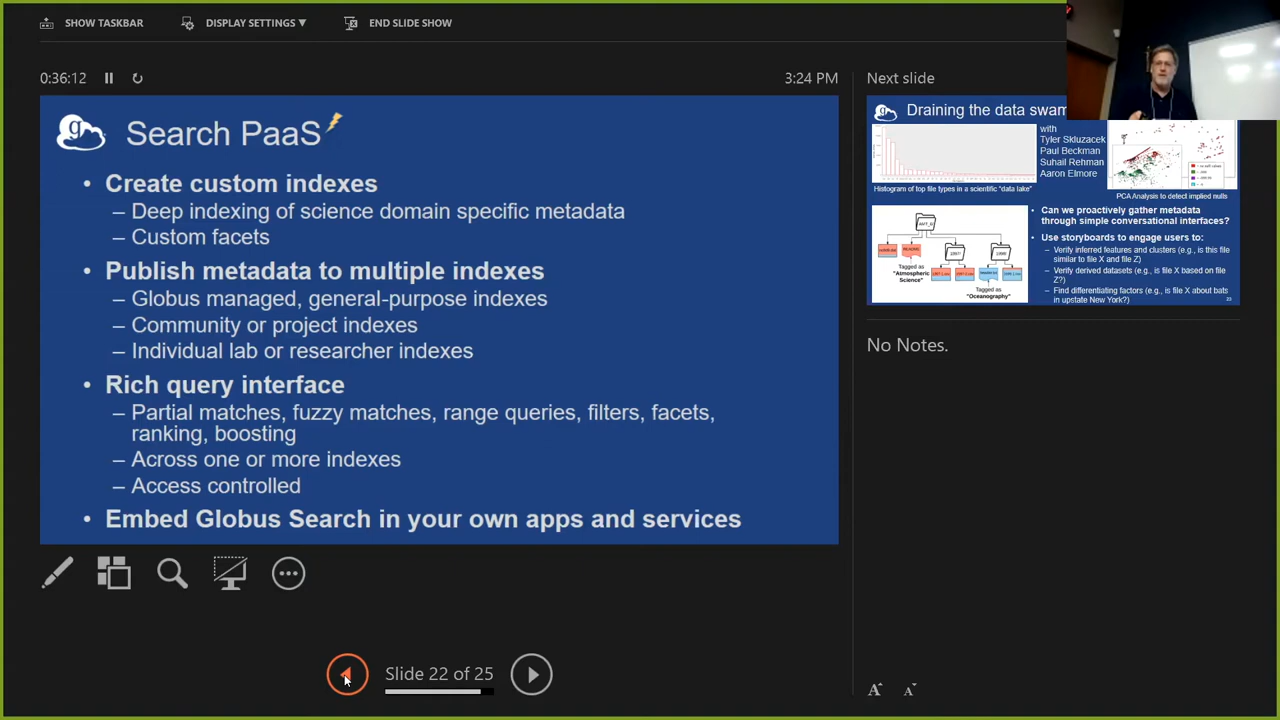 SHOW TASKBAR
DISPLAY SETTINGS ▼
END SLIDE SHOW
0:36:12
3:24 PM
g
Search PaaS
• Create custom indexes
– Deep indexing of science domain specific metadata
– Custom facets
• Publish metadata to multiple indexes
– Globus managed, general-purpose indexes
– Community or project indexes
– Individual lab or researcher indexes
• Rich query interface
– Partial matches, fuzzy matches, range queries, filters, facets,
ranking, boosting
– Across one or more indexes
– Access controlled
• Embed Globus Search in your own apps and services
Slide 22 of 25
Next slide
g
Draining the data swam
with
Tyler Skluzacek
Paul Beckman
Suhail Rehman
Aaron Elmore
Histogram of top file types in a scientific "data lake"
PCA Analysis to detect implied nulls
Tagged as
"Atmospheric
Science"
Tagged as
"Oceanography"
• Can we proactively gather metadata
through simple conversational interfaces?
• Use storyboards to engage users to:
– Verify inferred features and clusters (e.g., is this file
similar to file X and file Z)
– Verify derived datasets (e.g., is file X based on file
Z?)
– Find differentiating factors (e.g., is file X about bats
in upstate New York?)
23
No Notes.
A A